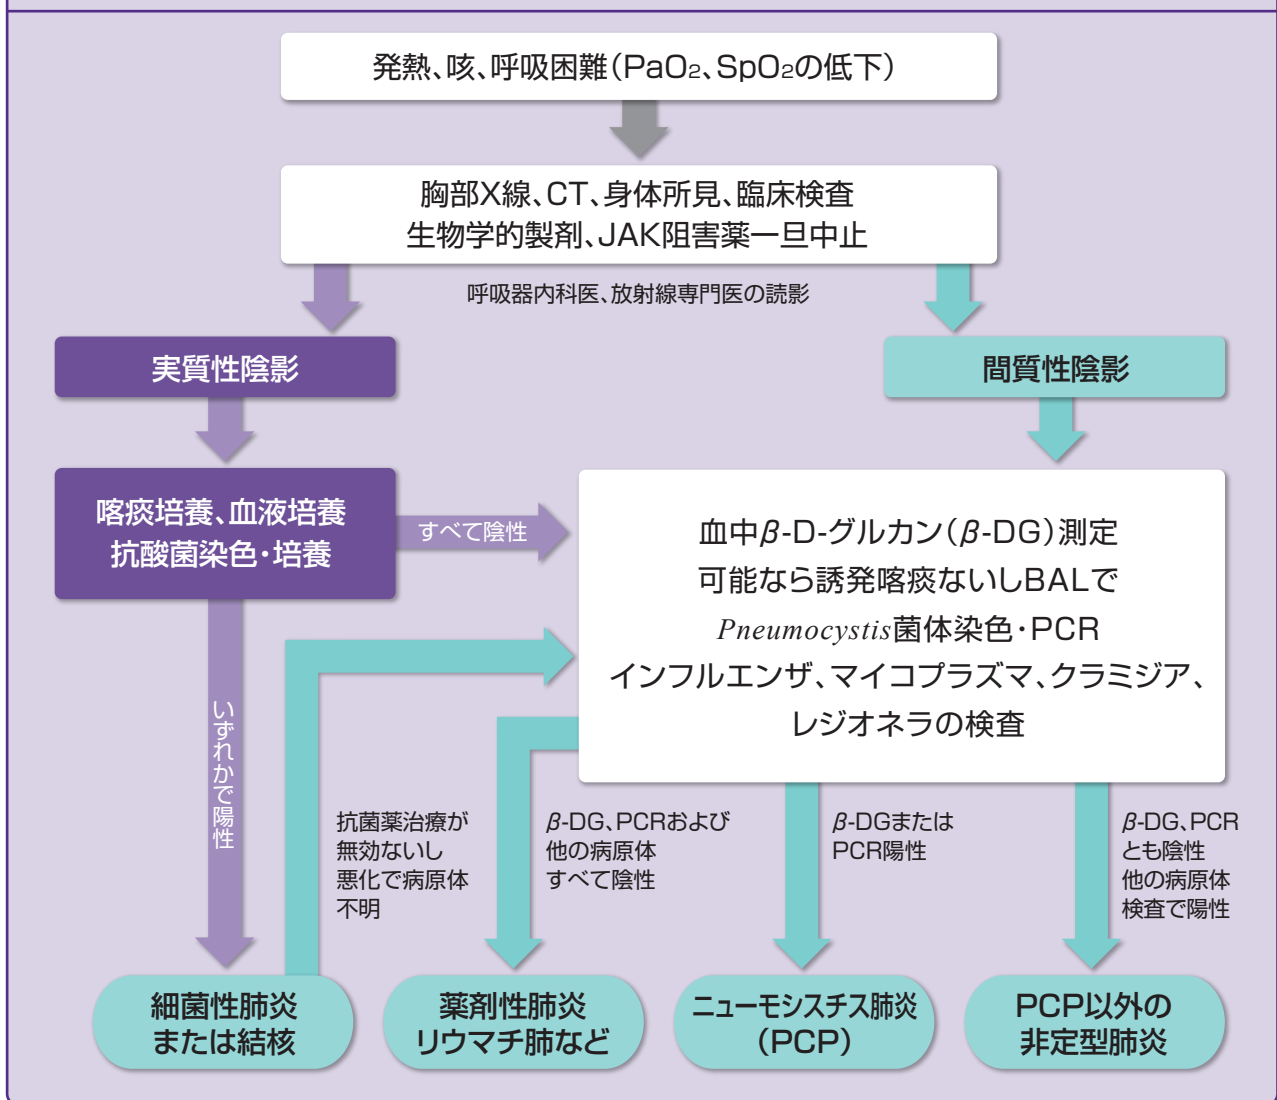 発熱、咳、呼吸困難（PaO₂、SpO₂の低下）
胸部X線、CT、身体所見、臨床検査
生物学的製剤、JAK阻害薬一旦中止
呼吸器内科医、放射線専門医の読影
実質性陰影
間質性陰影
喀痰培養、血液培養
抗酸菌染色・培養
すべて陰性
血中β-D-グルカン（β-DG）測定
可能なら誘発喀痰ないしBALで
Pneumocystis菌体染色・PCR
インフルエンザ、マイコプラズマ、クラミジア、
レジオネラの検査
いずれかで陽性
抗菌薬治療が
無効ないし
悪化で病原体
不明
β-DG、PCRおよび
他の病原体
すべて陰性
β-DGまたは
PCR陽性
β-DG、PCR
とも陰性
他の病原体
検査で陽性
細菌性肺炎
または結核
薬剤性肺炎
リウマチ肺など
ニューモシスチス肺炎
（PCP）
PCP以外の
非定型肺炎